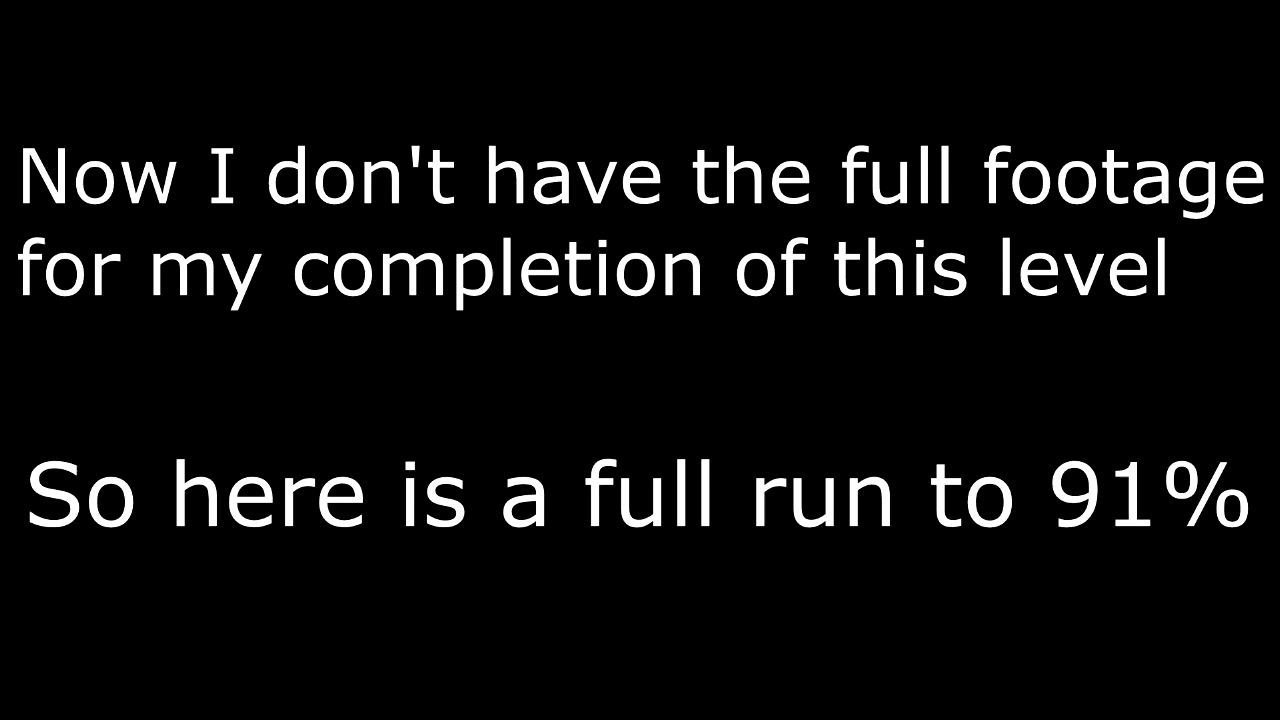 Now I don't have the full footage
for my completion of this level
So here is a full run to 91%